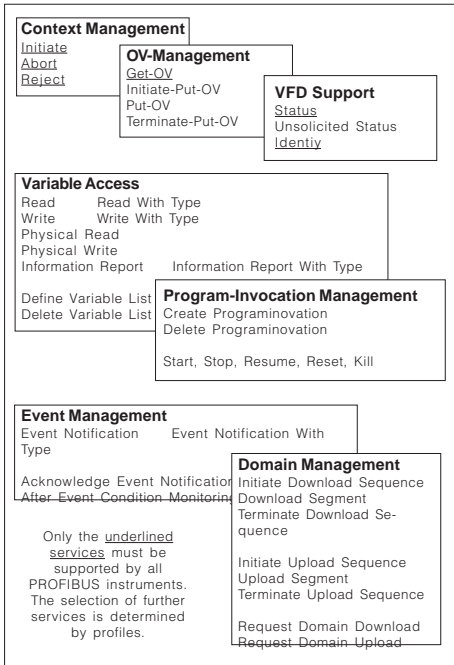 Context Management
Initiate
Abort
Reject
OV-Management
Get-OV
Initiate-Put-OV
Put-OV
Terminate-Put-OV
VFD Support
Status
Unsolicited Status
Identiy
Variable Access
Read Read With Type
Write Write With Type
Physical Read
Physical Write
Information Report Information Report With Type
Define Variable List
Delete Variable List
Program-Invocation Management
Create Programinovation
Delete Programinovation
Start, Stop, Resume, Reset, Kill
Event Management
Event Notification Event Notification With
Type
Acknowledge Event Notification
After Event Condition Monitoring
Domain Management
Initiate Download Sequence
Download Segment
Terminate Download Se-
quence
Initiate Upload Sequence
Upload Segment
Terminate Upload Sequence
Request Domain Download
Request Domain Upload
Only the underlined
services must be
supported by all
PROFIBUS instruments.
The selection of further
services is determined
by profiles.